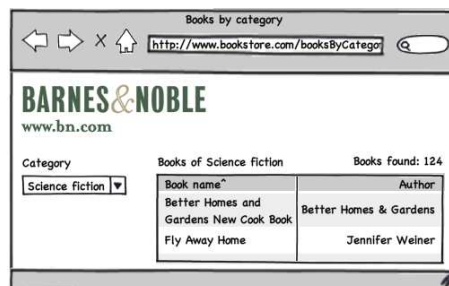 Books by category
http://www.bookstore.com/booksByCategor
BARNES&NOBLE
www.bn.com
Category
Books of Science fiction
Books found: 124
Science fiction
Book name^ Author
Better Homes and
Gardens New Cook Book
Better Homes & Gardens
Fly Away Home Jennifer Weiner